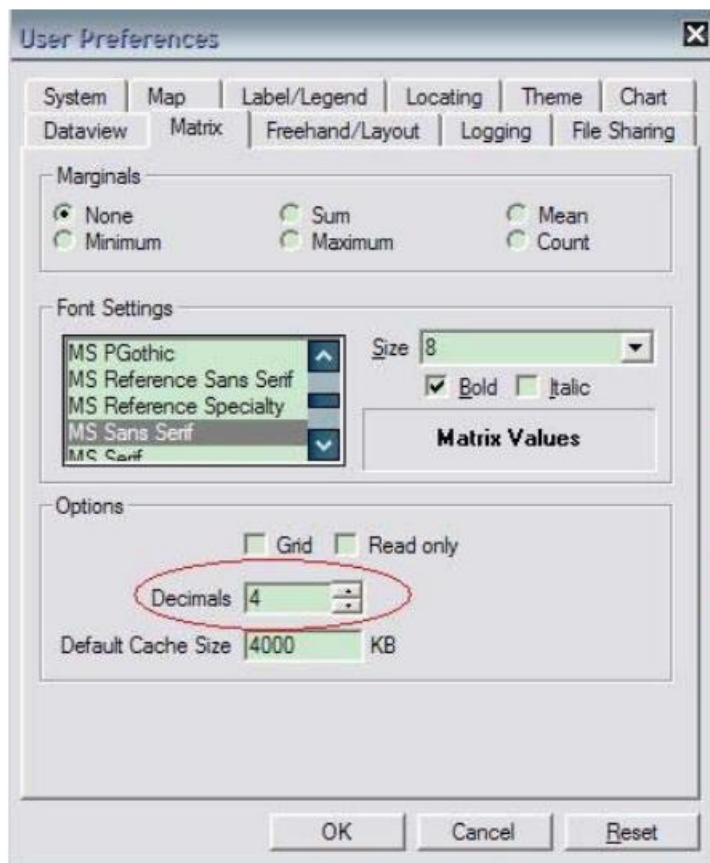 User Preferences
System Map Label/Legend Locating Theme Chart
Dataview Matrix Freehand/Layout Logging File Sharing
Marginals
None Sum Mean
Minimum Maximum Count
Font Settings
MS PGothic
MS Reference Sans Serif
MS Reference Specialty
MS Sans Serif
MS Serif
Size 8
Bold Italic
Matrix Values
Options
Grid Read only
Decimals 4
Default Cache Size 4000 KB
OK Cancel Reset